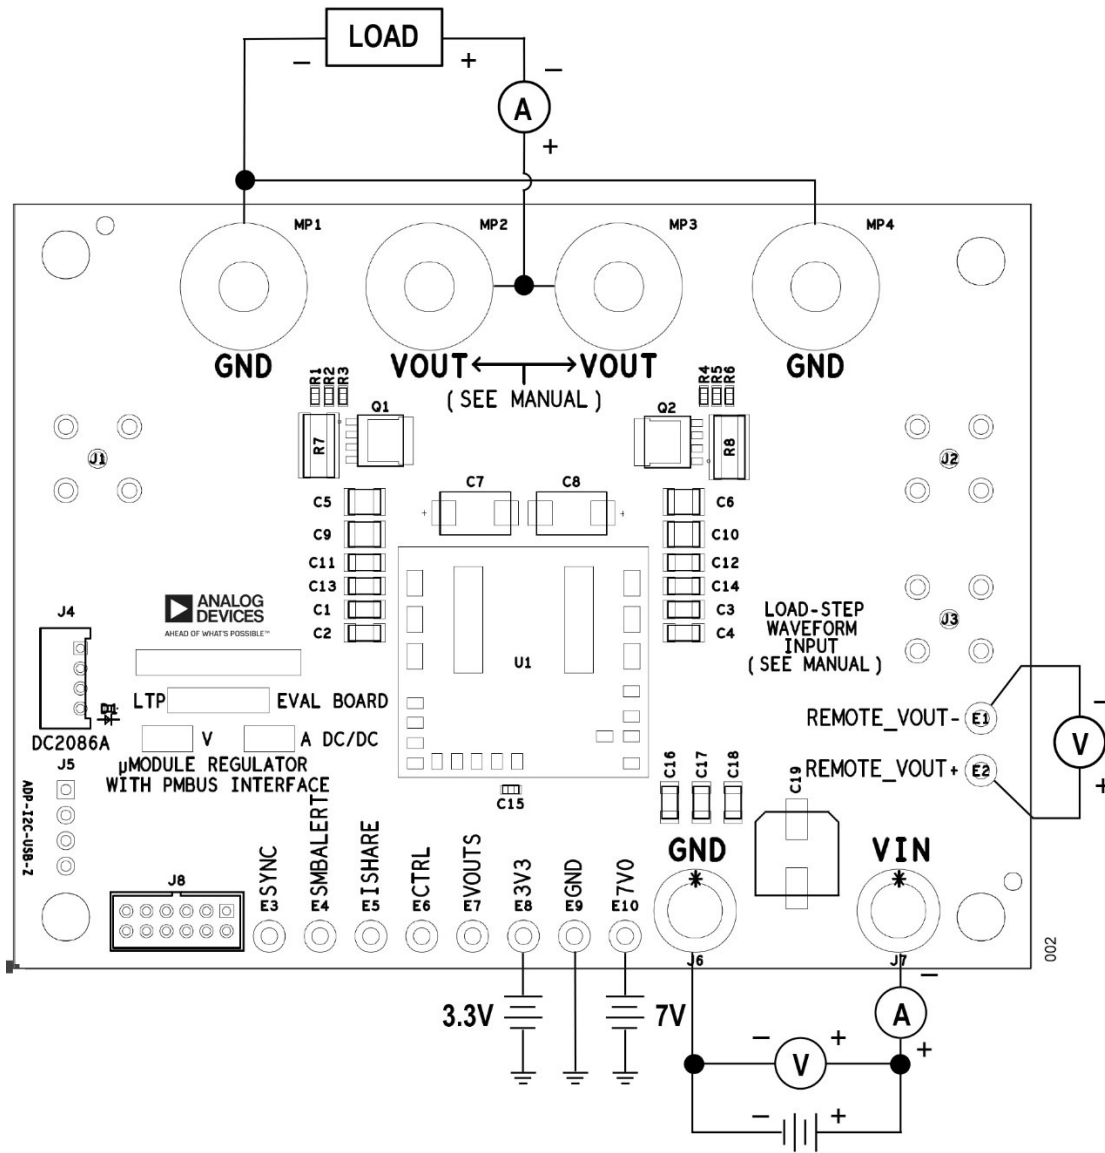 LOAD
−
+
−
A
+
MP1
MP2
MP3
MP4
GND
VOUT
VOUT
GND
(SEE MANUAL)
R1
R2
R3
R4
R5
R6
Q1
Q2
R7
R8
J1
J2
C7
C8
C5
C6
+
+
C9
C10
C11
C12
C13
C14
C1
C3
C2
C4
ANALOG
DEVICES
AHEAD OF WHAT'S POSSIBLE™
U1
LOAD-STEP
WAVEFORM
INPUT
(SEE MANUAL)
J3
J4
D1
DC2086A
LTP
EVAL BOARD
V
A DC/DC
µMODULE REGULATOR
WITH PMBUS INTERFACE
REMOTE_VOUT-
E1
REMOTE_VOUT+
E2
−
V
+
J5
ADP-I2C-USB-Z
C15
C16
C17
C18
C19
GND
*
VIN
*
J8
SYNC
SMBALERT
ISHARE
CTRL
VOUTS
3V3
GND
7V0
E3
E4
E5
E6
E7
E8
E9
E10
J6
J7
002
3.3V
7V
−
A
+
−
V
+
−
+